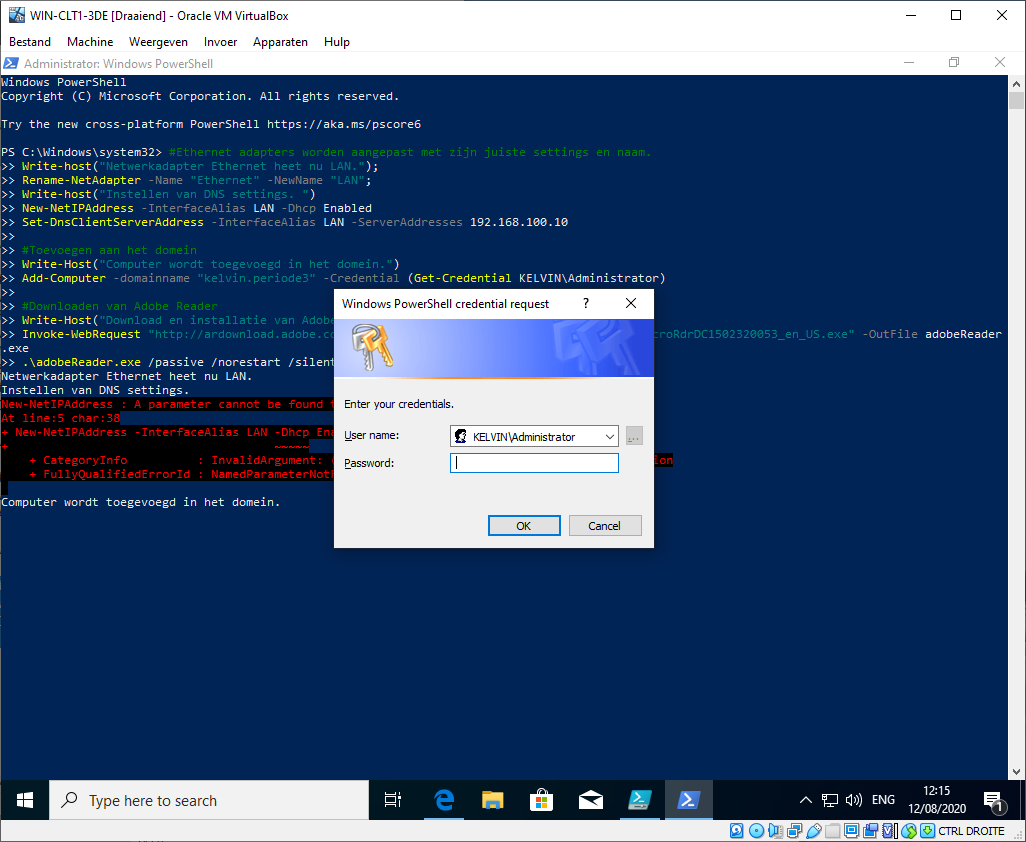 WIN-CLT1-3DE [Draaiend] - Oracle VM VirtualBox
Bestand Machine Weergeven Invoer Apparaten Hulp
Administrator: Windows PowerShell
Windows PowerShell
Copyright (C) Microsoft Corporation. All rights reserved.
Try the new cross-platform PowerShell https://aka.ms/pscore6
PS C:\Windows\system32> #Ethernet adapters worden aangepast met zijn juiste settings en naam.
>> Write-host("Netwerkadapter Ethernet heet nu LAN.");
>> Rename-NetAdapter -Name "Ethernet" -NewName "LAN";
>> Write-host("Instellen van DNS settings. ")
>> New-NetIPAddress -InterfaceAlias LAN -Dhcp Enabled
>> Set-DnsClientServerAddress -InterfaceAlias LAN -ServerAddresses 192.168.100.10
>>
>> #Toevoegen aan het domein
>> Write-Host("Computer wordt toegevoegd in het domein.")
>> Add-Computer -domainname "kelvin.periode3" -Credential (Get-Credential KELVIN\Administrator)
>>
>> #Downloaden van Adobe Reader
>> Write-Host("Download en installatie van Adob
>> Invoke-WebRequest "http://ardownload.adobe.co croRdrDC1502320053_en_US.exe" -OutFile adobeReader
.exe
>> .\adobeReader.exe /passive /norestart /silent
Netwerkadapter Ethernet heet nu LAN.
Instellen van DNS settings.
New-NetIPAddress : A parameter cannot be found
At line:5 char:38
+ New-NetIPAddress -InterfaceAlias LAN -Dhcp Ena
+ ~~~~~
+ CategoryInfo : InvalidArgument: ion
+ FullyQualifiedErrorId : NamedParameterNot
Computer wordt toegevoegd in het domein.
Windows PowerShell credential request ?
Enter your credentials.
User name: KELVIN\Administrator ...
Password:
OK Cancel
Type here to search
ENG
12:15
12/08/2020
1
CTRL DROITE